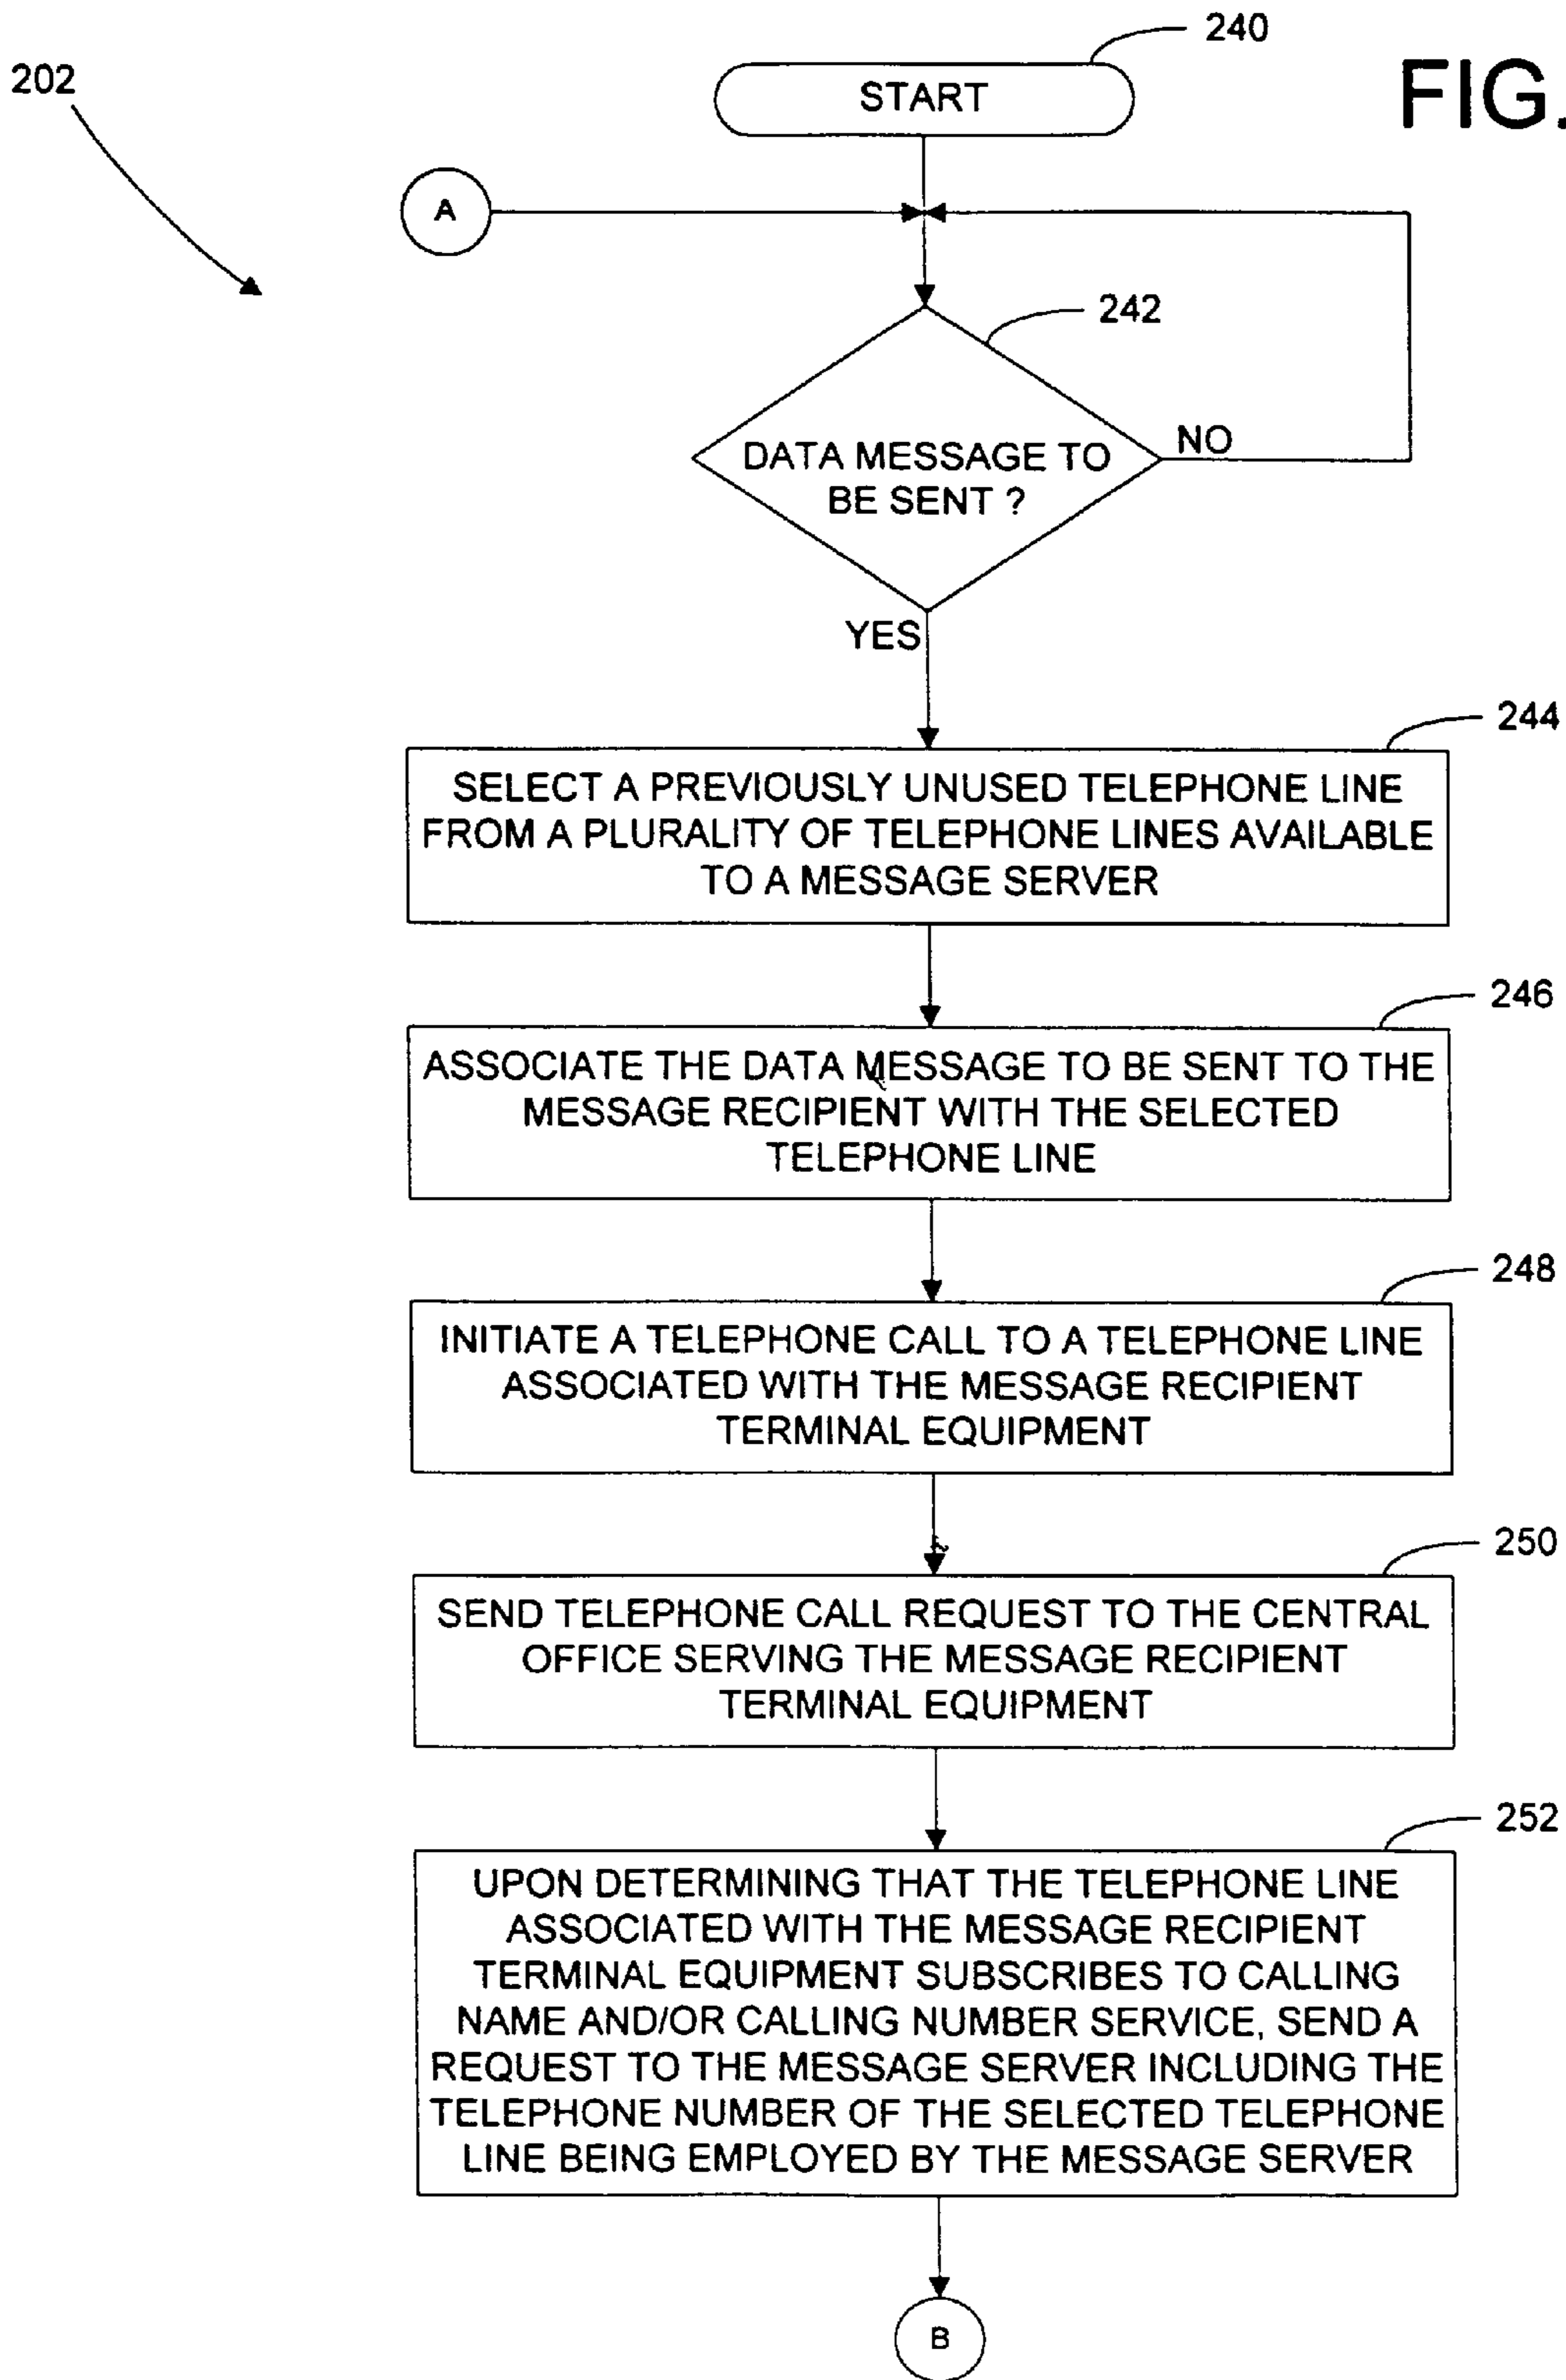 240
202
FIG.
START
A
242
NO
DATA MESSAGE TO
BE SENT ?
YES
244
SELECT A PREVIOUSLY UNUSED TELEPHONE LINE
FROM A PLURALITY OF TELEPHONE LINES AVAILABLE
TO A MESSAGE SERVER
246
ASSOCIATE THE DATA MESSAGE TO BE SENT TO THE
MESSAGE RECIPIENT WITH THE SELECTED
TELEPHONE LINE
248
INITIATE A TELEPHONE CALL TO A TELEPHONE LINE
ASSOCIATED WITH THE MESSAGE RECIPIENT
TERMINAL EQUIPMENT
250
SEND TELEPHONE CALL REQUEST TO THE CENTRAL
OFFICE SERVING THE MESSAGE RECIPIENT
TERMINAL EQUIPMENT
252
UPON DETERMINING THAT THE TELEPHONE LINE
ASSOCIATED WITH THE MESSAGE RECIPIENT
TERMINAL EQUIPMENT SUBSCRIBES TO CALLING
NAME AND/OR CALLING NUMBER SERVICE, SEND A
REQUEST TO THE MESSAGE SERVER INCLUDING THE
TELEPHONE NUMBER OF THE SELECTED TELEPHONE
LINE BEING EMPLOYED BY THE MESSAGE SERVER
B